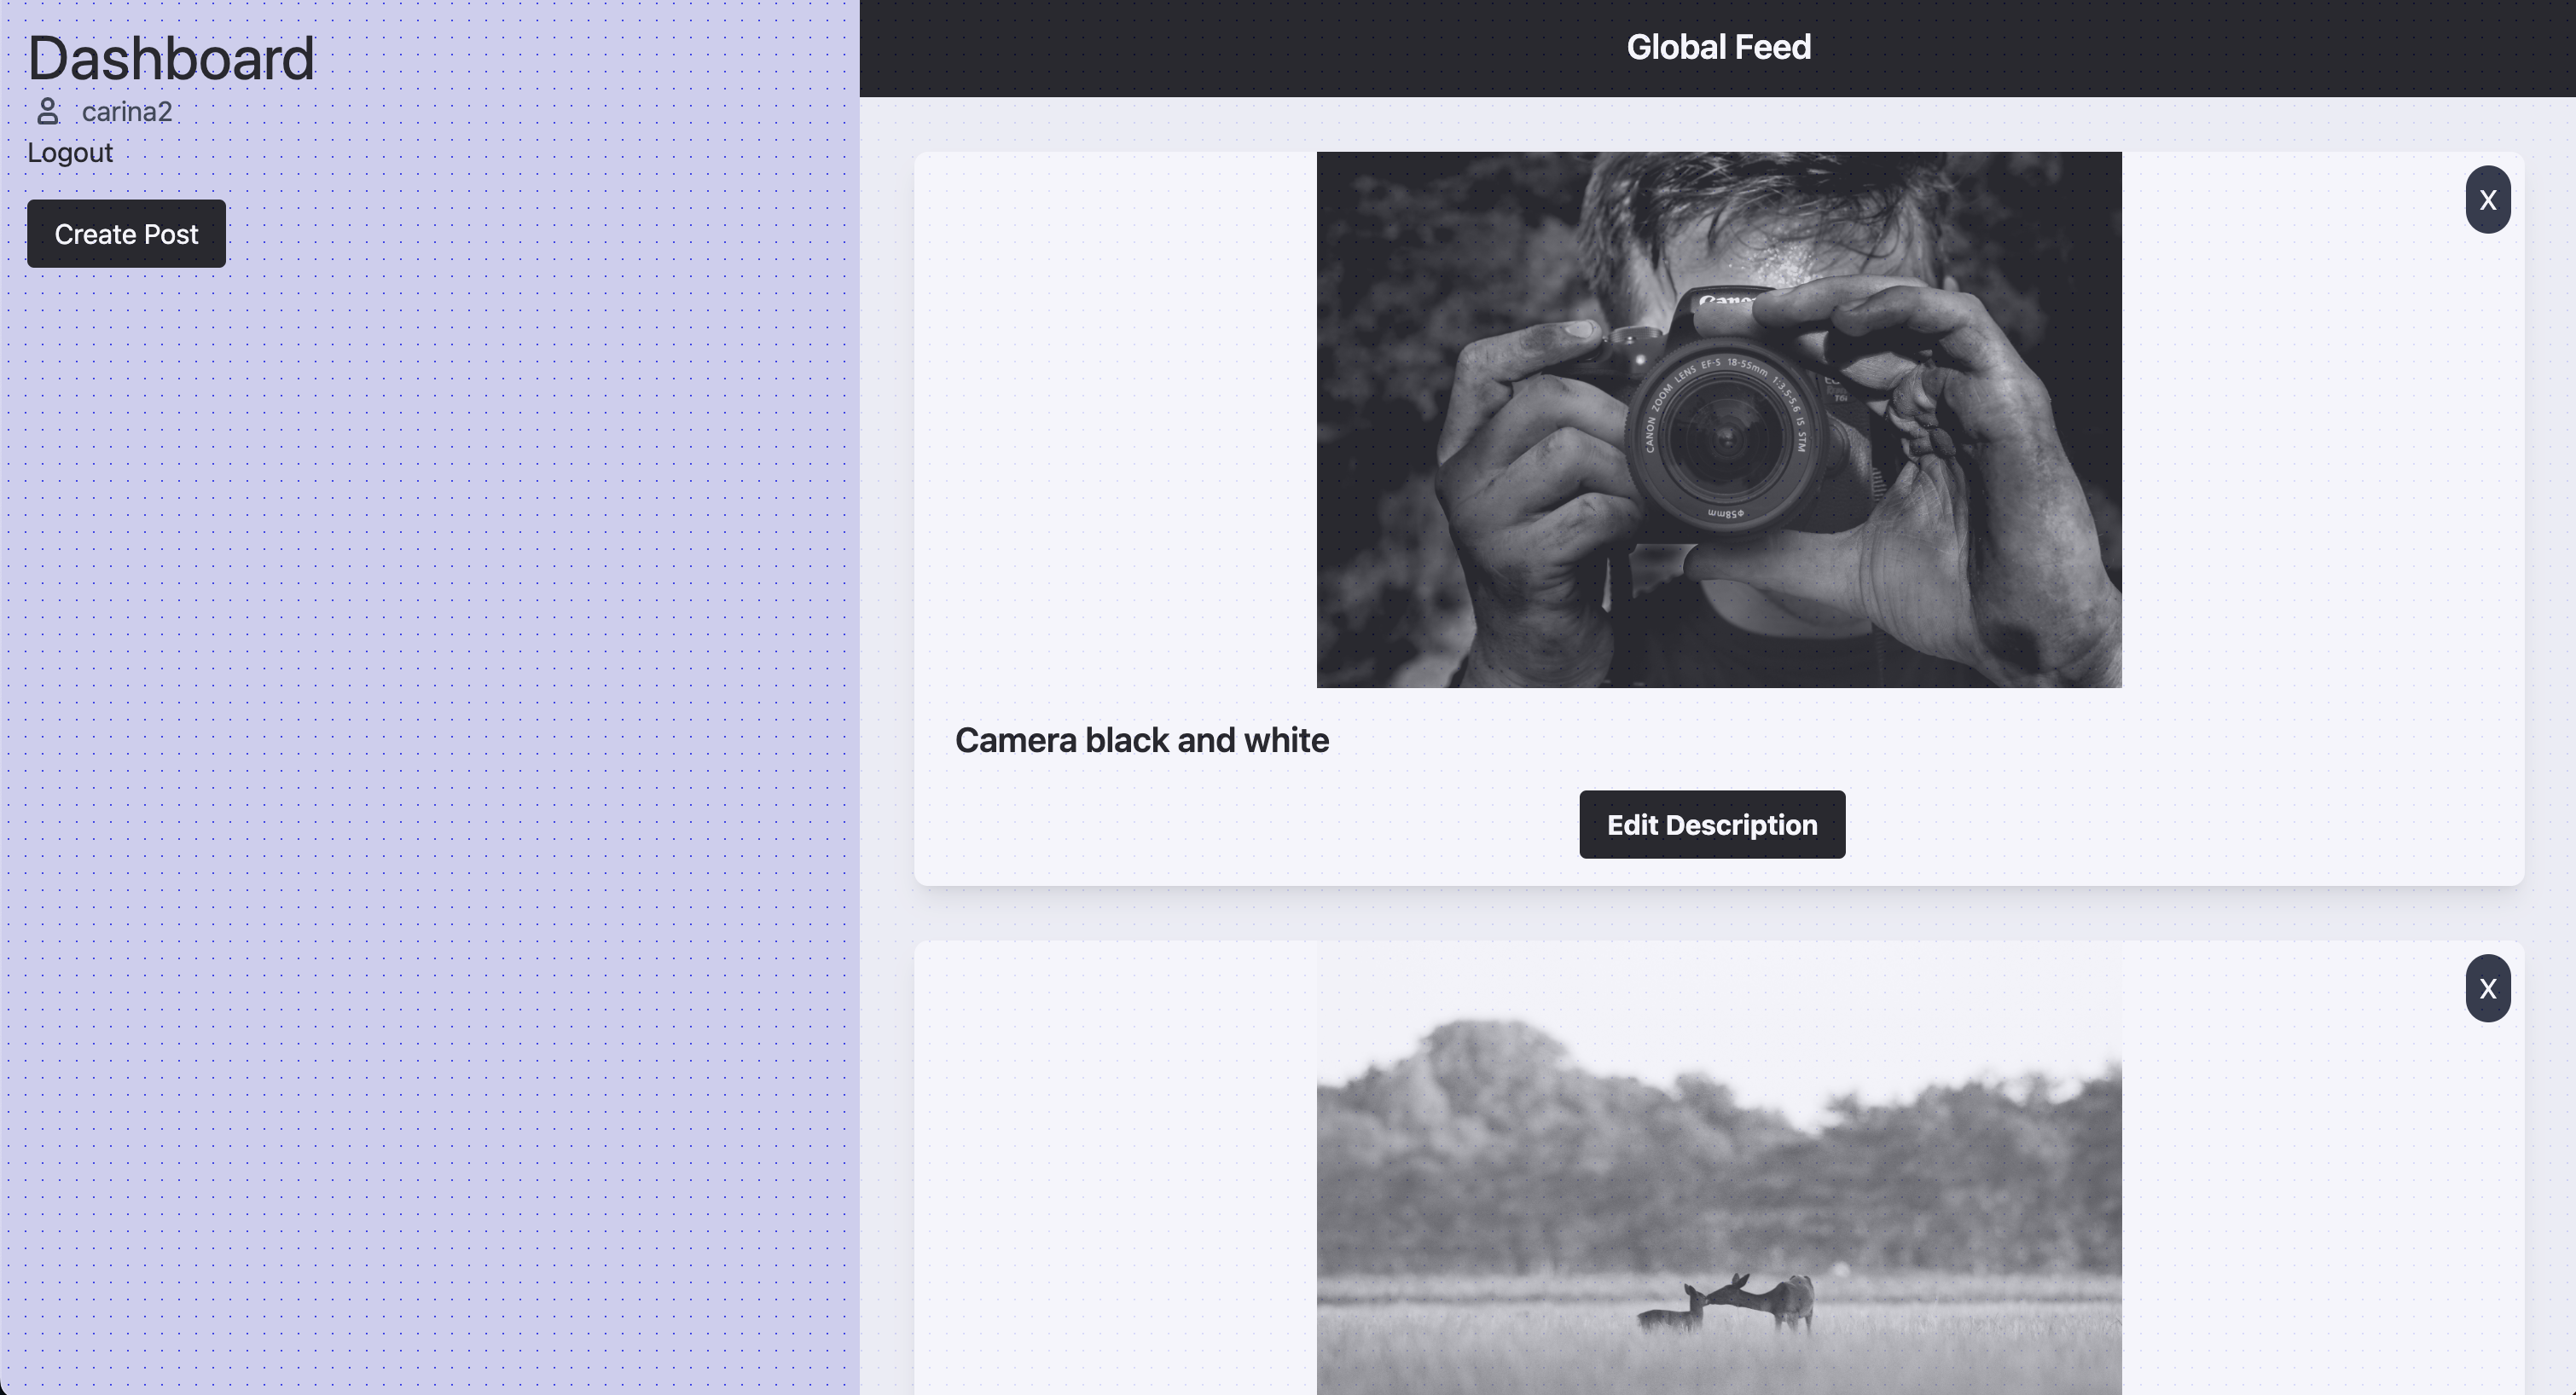 Dashboard
carina2
Logout
Create Post
Global Feed
X
Canon
CANON ZOOM LENS EF-S 18-55mm 1:3.5-5.6 IS STM
Φ58mm
Camera black and white
Edit Description
X